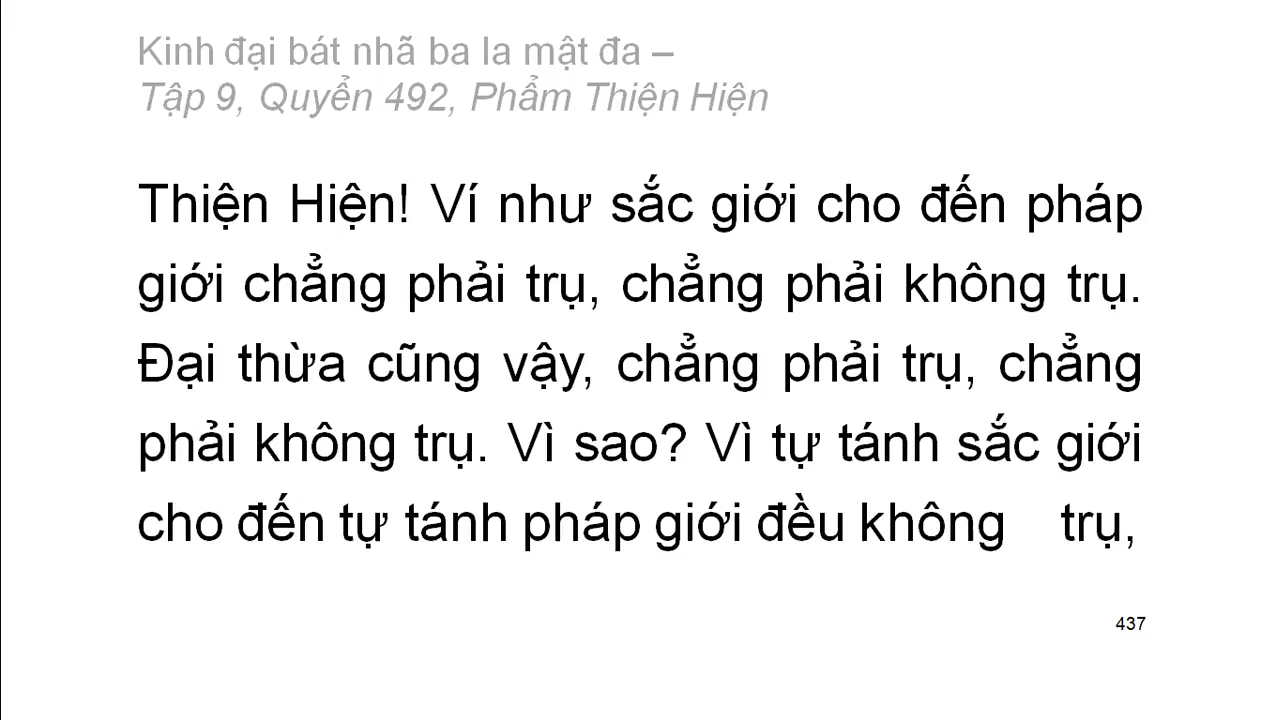 Kinh đại bát nhã ba la mật đa –
Tập 9, Quyển 492, Phẩm Thiện Hiện
Thiện Hiện! Ví như sắc giới cho đến pháp
giới chẳng phải trụ, chẳng phải không trụ.
Đại thừa cũng vậy, chẳng phải trụ, chẳng
phải không trụ. Vì sao? Vì tự tánh sắc giới
cho đến tự tánh pháp giới đều không trụ,
437